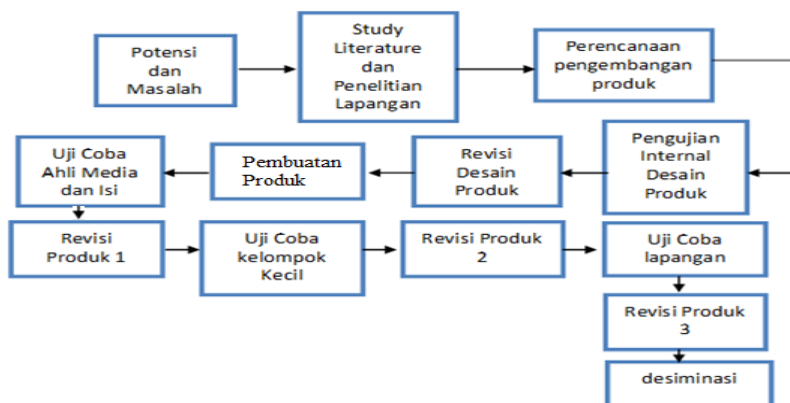 Potensi
dan
Masalah
Study
Literature
dan
Penelitian
Lapangan
Perencanaan
pengembangan
produk
Pengujian
Internal
Desain
Produk
Revisi
Desain
Produk
Pembuatan
Produk
Uji Coba
Ahli Media
dan Isi
Revisi
Produk 1
Uji Coba
kelompok
Kecil
Revisi Produk
2
Uji Coba
lapangan
Revisi Produk
3
desiminasi